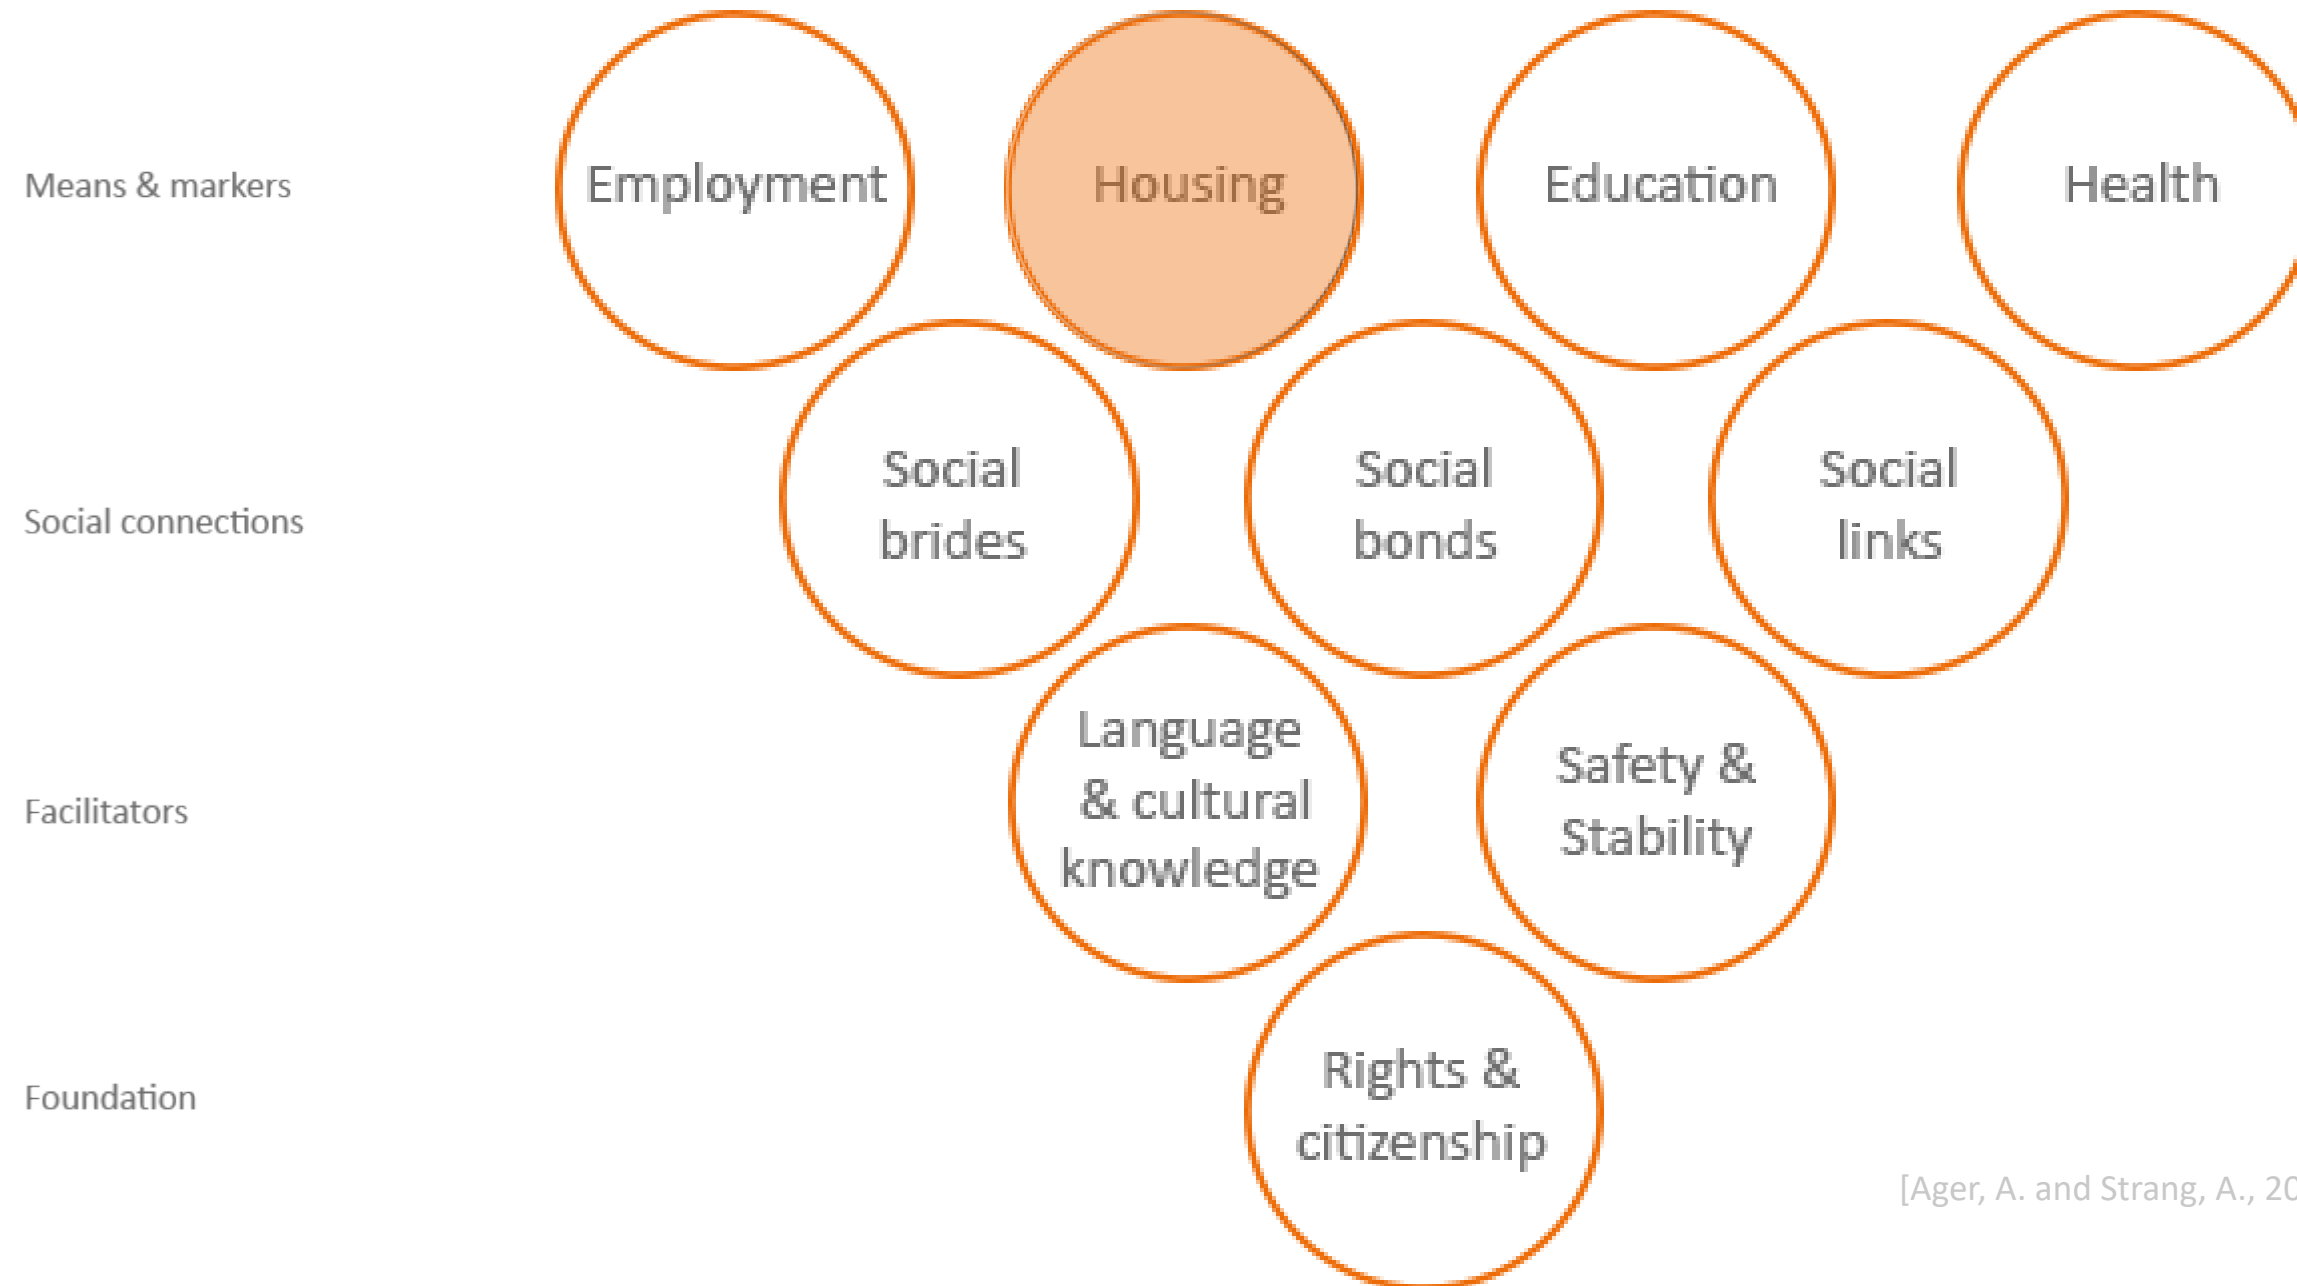 Means & markers
Employment
Housing
Education
Health
Social connections
Social
brides
Social
bonds
Social
links
Facilitators
Language
& cultural
knowledge
Safety &
Stability
Foundation
Rights &
citizenship
[Ager, A. and Strang, A., 20